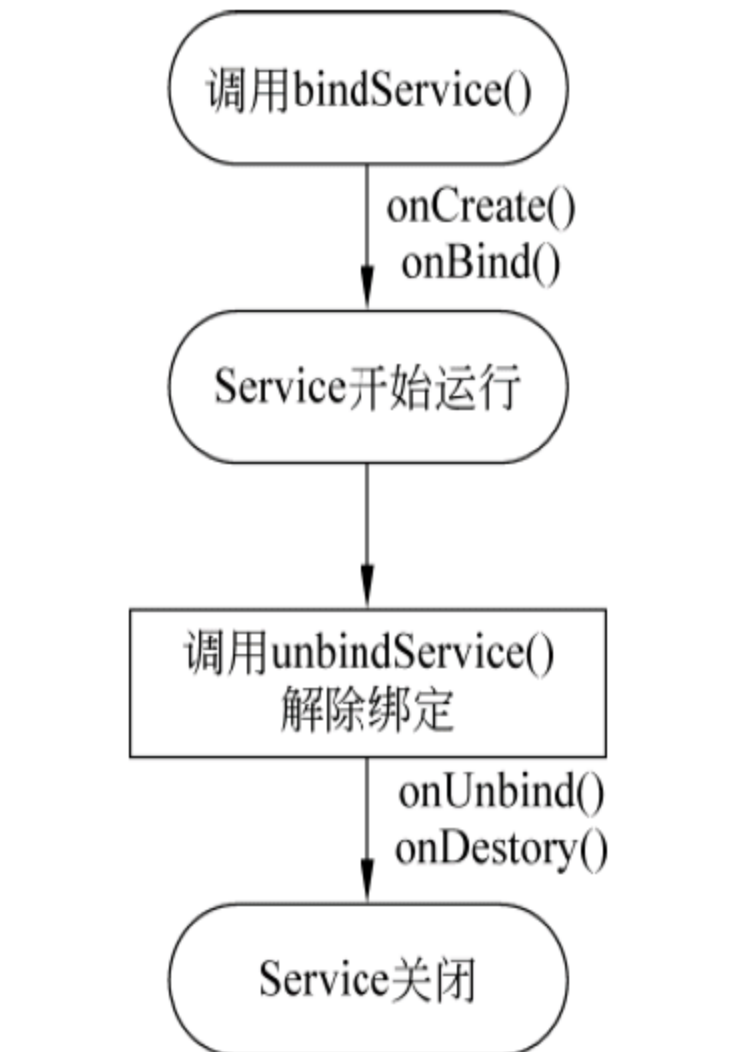 调用bindService()
onCreate()
onBind()
Service开始运行
调用unbindService()
解除绑定
onUnbind()
onDestory()
Service关闭